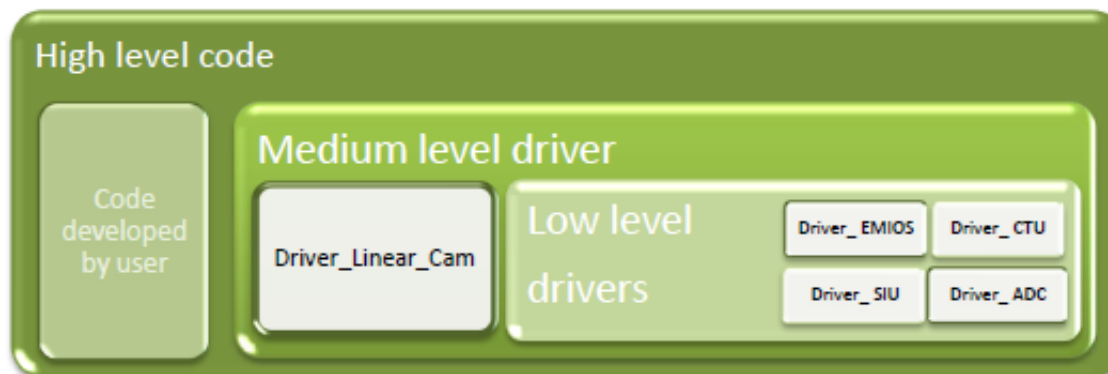 High level code
Code
developed
by user
Medium level driver
Driver_Linear_Cam
Low level
drivers
Driver_ EMIOS
Driver_ CTU
Driver_ SIU
Driver_ ADC